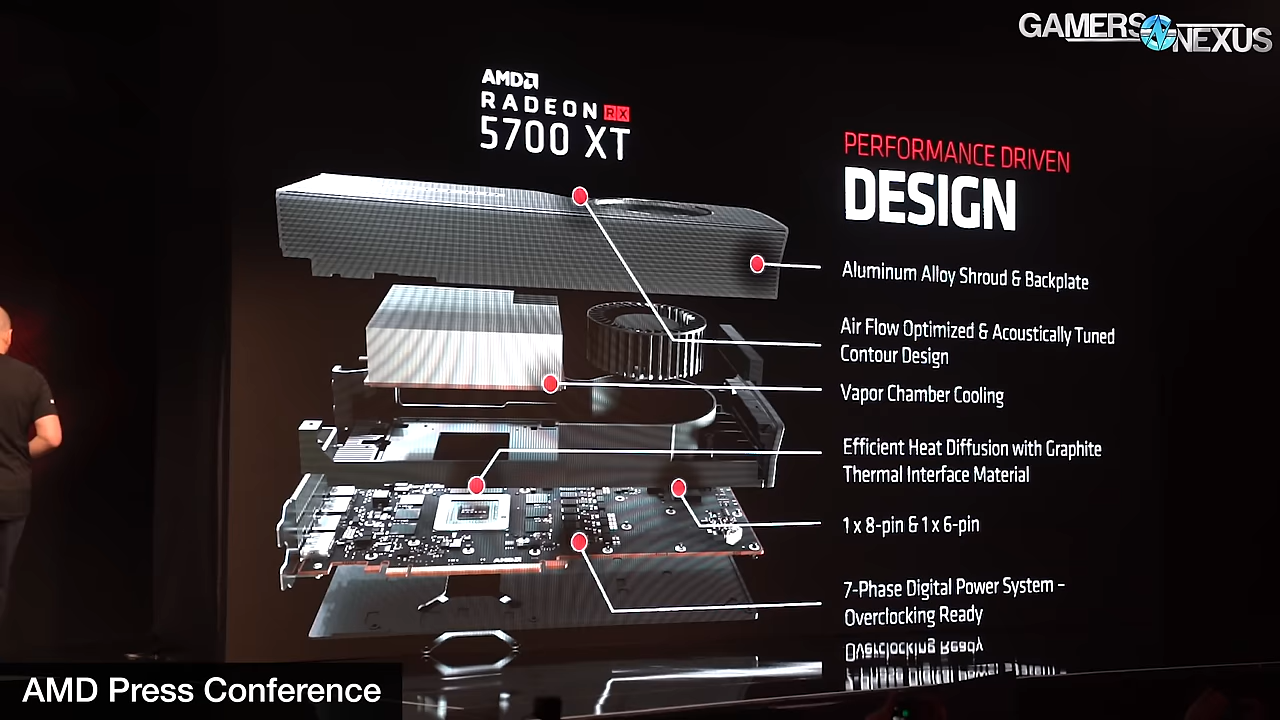 GAMERS NEXUS
AMD
RADEON RX
5700 XT
PERFORMANCE DRIVEN
DESIGN
Aluminum Alloy Shroud & Backplate
Air Flow Optimized & Acoustically Tuned
Contour Design
Vapor Chamber Cooling
Efficient Heat Diffusion with Graphite
Thermal Interface Material
1 x 8-pin & 1 x 6-pin
7-Phase Digital Power System –
Overclocking Ready
AMD Press Conference